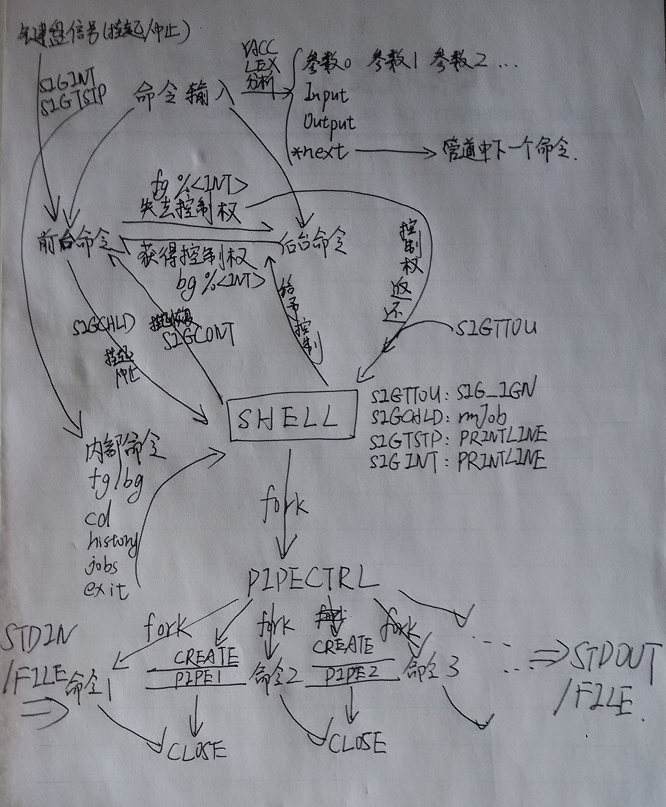 键盘信号(挂起/中止)
SIGINT
SIGTSTP
命令输入
YACC
LEX
分析
参数0 参数1 参数2 ...
Input
Output
*next
管道中下一个命令.
fg %<INT>
失去控制权
前台命令
获得控制权
bg %<INT>
后台命令
控制权返还
给予控制
SIGCHLD
挂起
中止
SIGCONT
SIGTTOU
SHELL
SIGTTOU: SIG_IGN
SIGCHLD: rmJob
SIGTSTP: PRINTLINE
SIGINT: PRINTLINE
内部命令
fg/bg
cd
history
jobs
exit
fork
PIPECTRL
fork
fork
fork
STDIN
/FILE
命令1
CREATE
PIPE1
命令2
CREATE
PIPE2
命令3
STDOUT
/FILE.
CLOSE
CLOSE